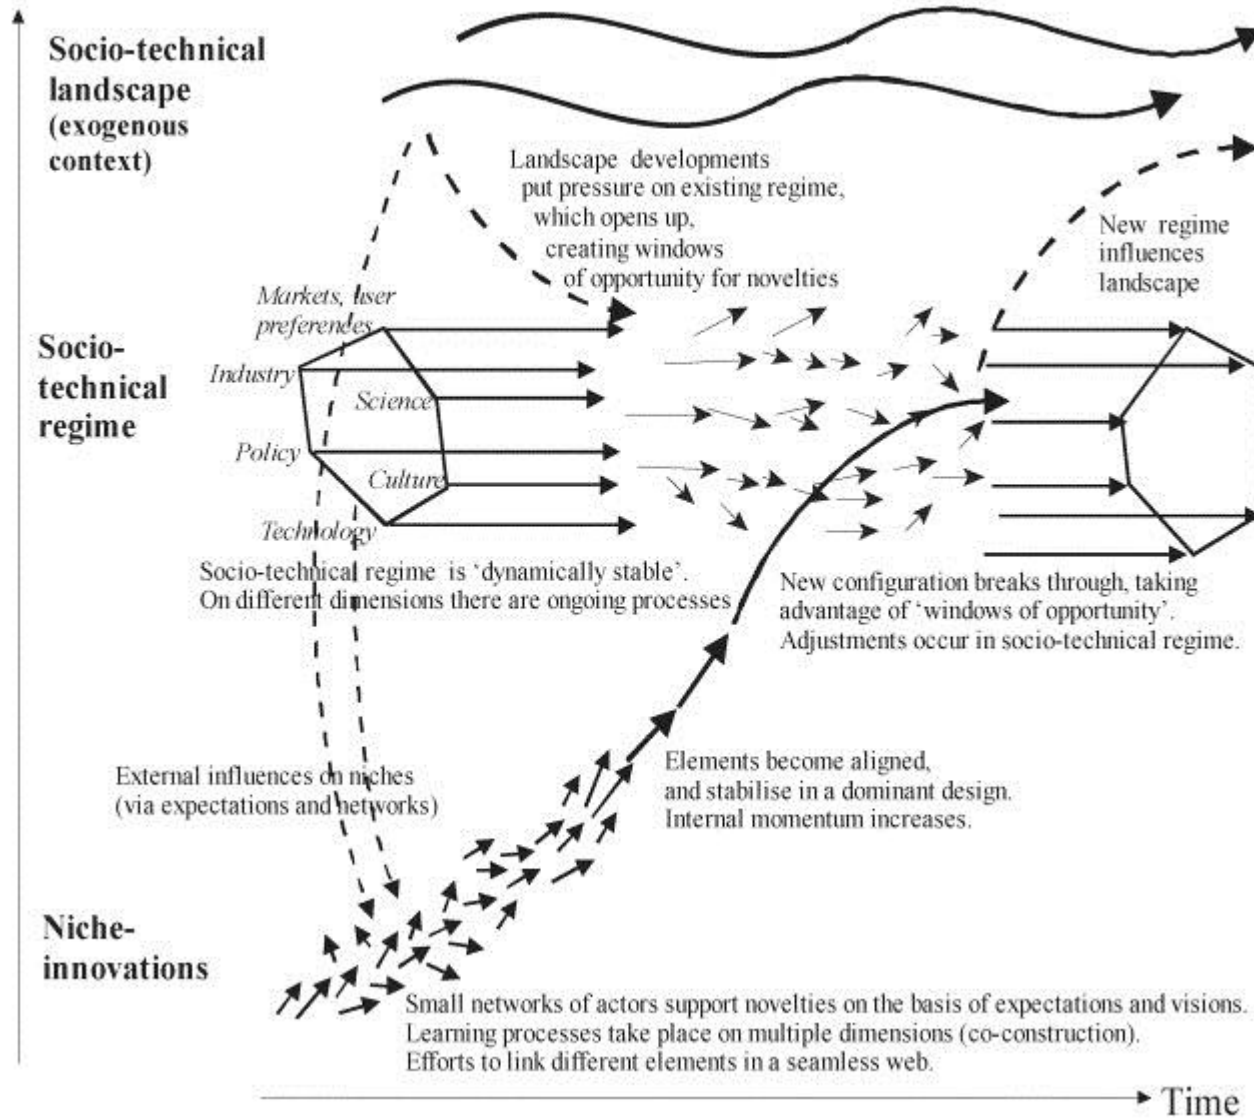 Socio-technical
landscape
(exogenous
context)
Landscape developments
put pressure on existing regime,
which opens up,
creating windows
of opportunity for novelties
New regime
influences
landscape
Markets, user
preferences
Socio-
technical
regime
Industry
Science
Policy
Culture
Technology
Socio-technical regime is ‘dynamically stable’.
On different dimensions there are ongoing processes
New configuration breaks through, taking
advantage of ‘windows of opportunity’.
Adjustments occur in socio-technical regime.
External influences on niches
(via expectations and networks)
Elements become aligned,
and stabilise in a dominant design.
Internal momentum increases.
Niche-
innovations
Small networks of actors support novelties on the basis of expectations and visions.
Learning processes take place on multiple dimensions (co-construction).
Efforts to link different elements in a seamless web.
Time